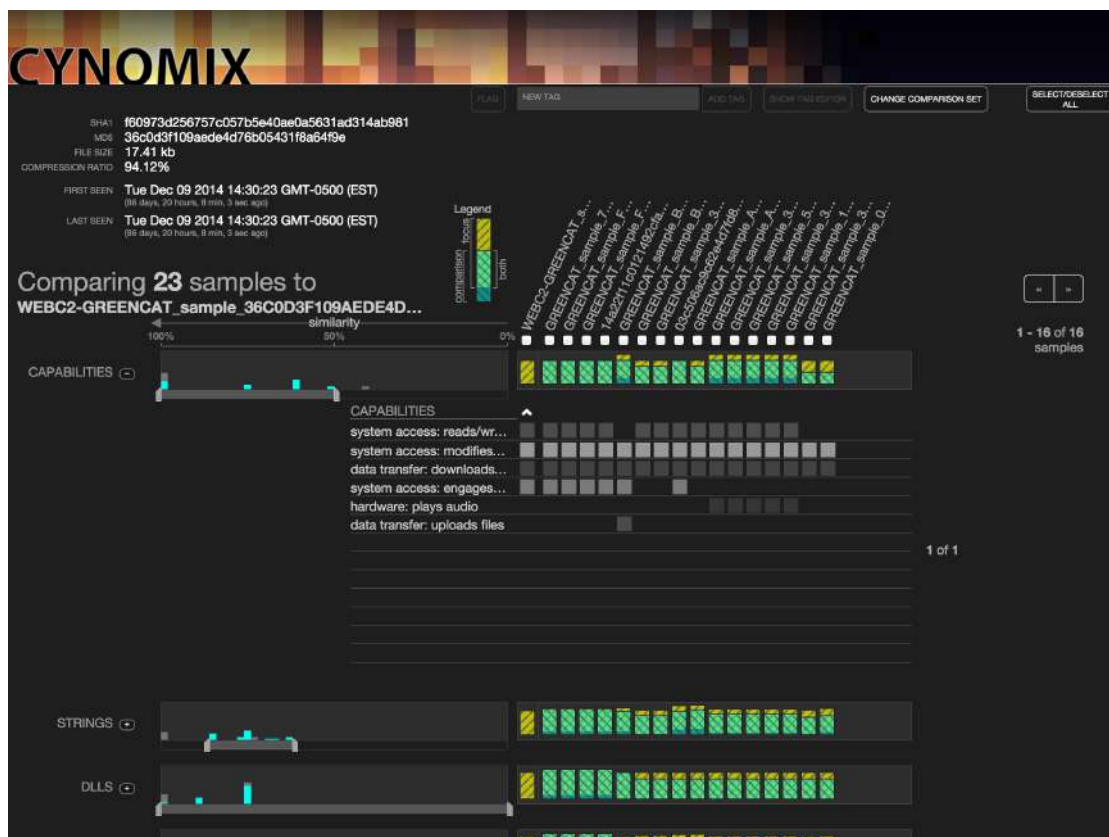 CYNOMIX
FLAG
NEW TAG
ADD TAG
SHOW TAG EDITOR
CHANGE COMPARISON SET
SELECT/DESELECT
ALL
SHA1 f60973d256757c057b5e40ae0a5631ad314ab981
MD5 36c0d3f109aede4d76b05431f8a64f9e
FILE SIZE 17.41 kb
COMPRESSION RATIO 94.12%
FIRST SEEN Tue Dec 09 2014 14:30:23 GMT-0500 (EST)
(86 days, 20 hours, 8 min, 3 sec ago)
LAST SEEN Tue Dec 09 2014 14:30:23 GMT-0500 (EST)
(86 days, 20 hours, 8 min, 3 sec ago)
Legend
focus
comparison
both
WEBC2-GREENCAT_s...
GREENCAT_sample_7...
GREENCAT_sample_F...
GREENCAT_sample_F...
GREENCAT_sample_B...
GREENCAT_sample_B...
GREENCAT_sample_3...
GREENCAT_sample_A...
GREENCAT_sample_A...
GREENCAT_sample_3...
GREENCAT_sample_5...
GREENCAT_sample_3...
GREENCAT_sample_1...
GREENCAT_sample_3...
GREENCAT_sample_0...
Comparing 23 samples to
WEBC2-GREENCAT_sample_36C0D3F109AEDE4D...
similarity
100% 50% 0%
« »
1 - 16 of 16
samples
CAPABILITIES
CAPABILITIES
system access: reads/wr...
system access: modifies...
data transfer: downloads...
system access: engages...
hardware: plays audio
data transfer: uploads files
1 of 1
STRINGS
DLLS